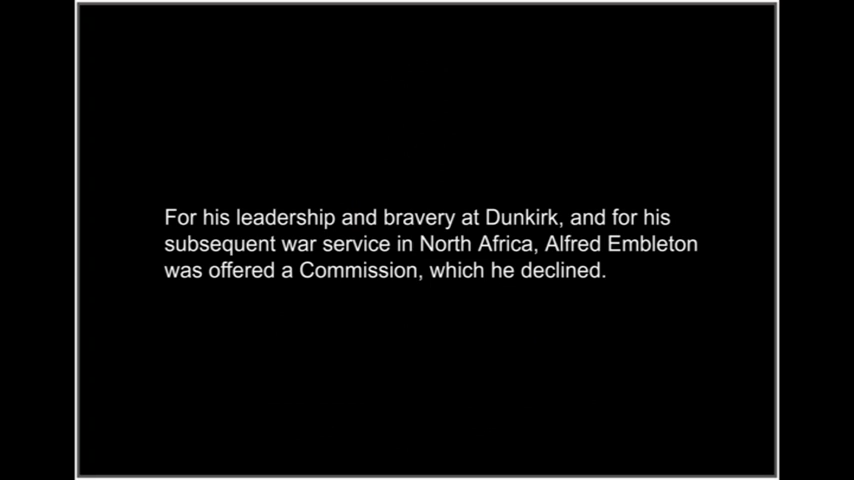 For his leadership and bravery at Dunkirk, and for his
subsequent war service in North Africa, Alfred Embleton
was offered a Commission, which he declined.